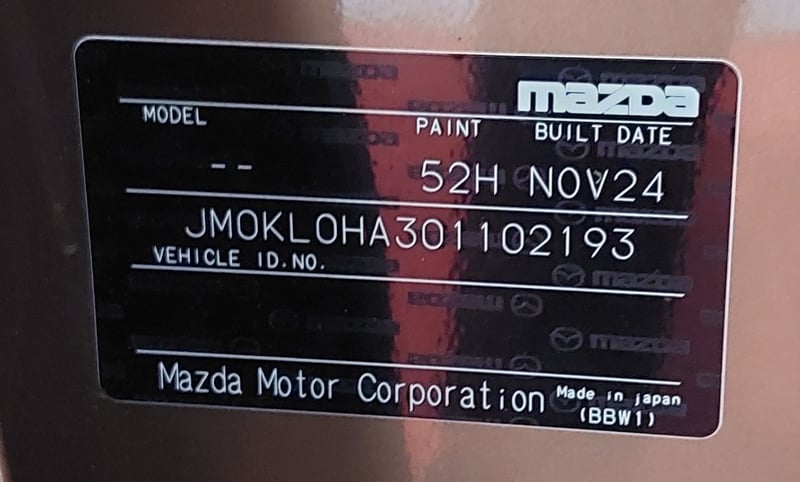 mazda
MODEL PAINT BUILT DATE
-- 52H NOV24
JM0KL0HA301102193
VEHICLE ID.NO.
Mazda Motor Corporation Made in japan
(BBW1)